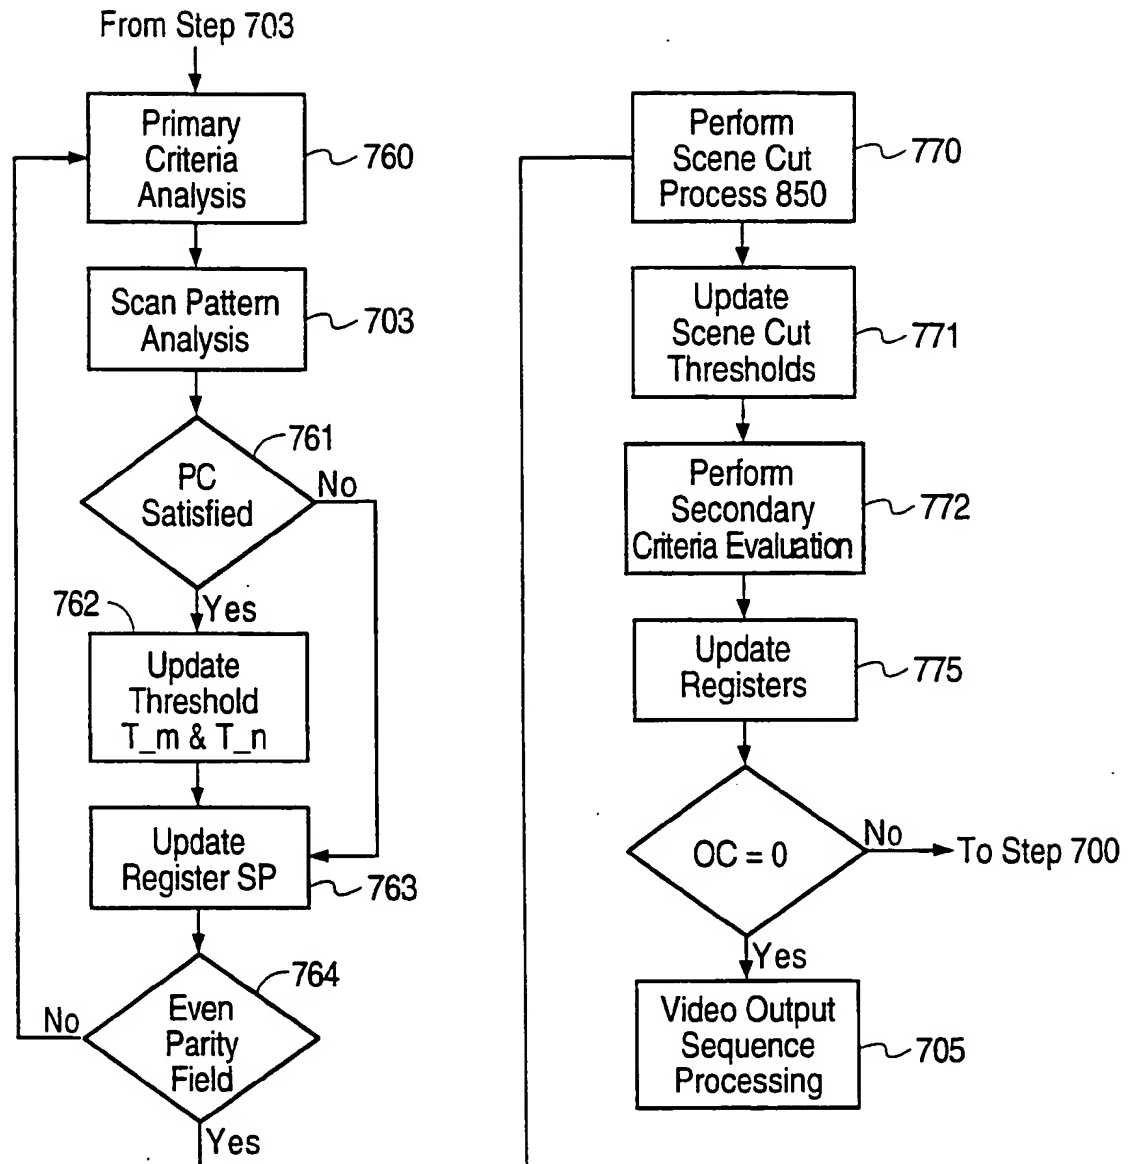 From Step 703
Primary
Criteria
Analysis
760
Scan Pattern
Analysis
703
761
PC
Satisfied
No
Yes
762
Update
Threshold
T_m & T_n
Update
Register SP
763
764
Even
Parity
Field
No
Yes
Perform
Scene Cut
Process 850
770
Update
Scene Cut
Thresholds
771
Perform
Secondary
Criteria Evaluation
772
Update
Registers
775
OC = 0
No
To Step 700
Yes
Video Output
Sequence
Processing
705